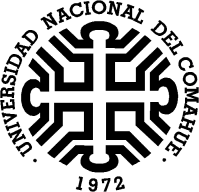 · UNIVERSIDAD NACIONAL DEL COMAHUE ·
1972